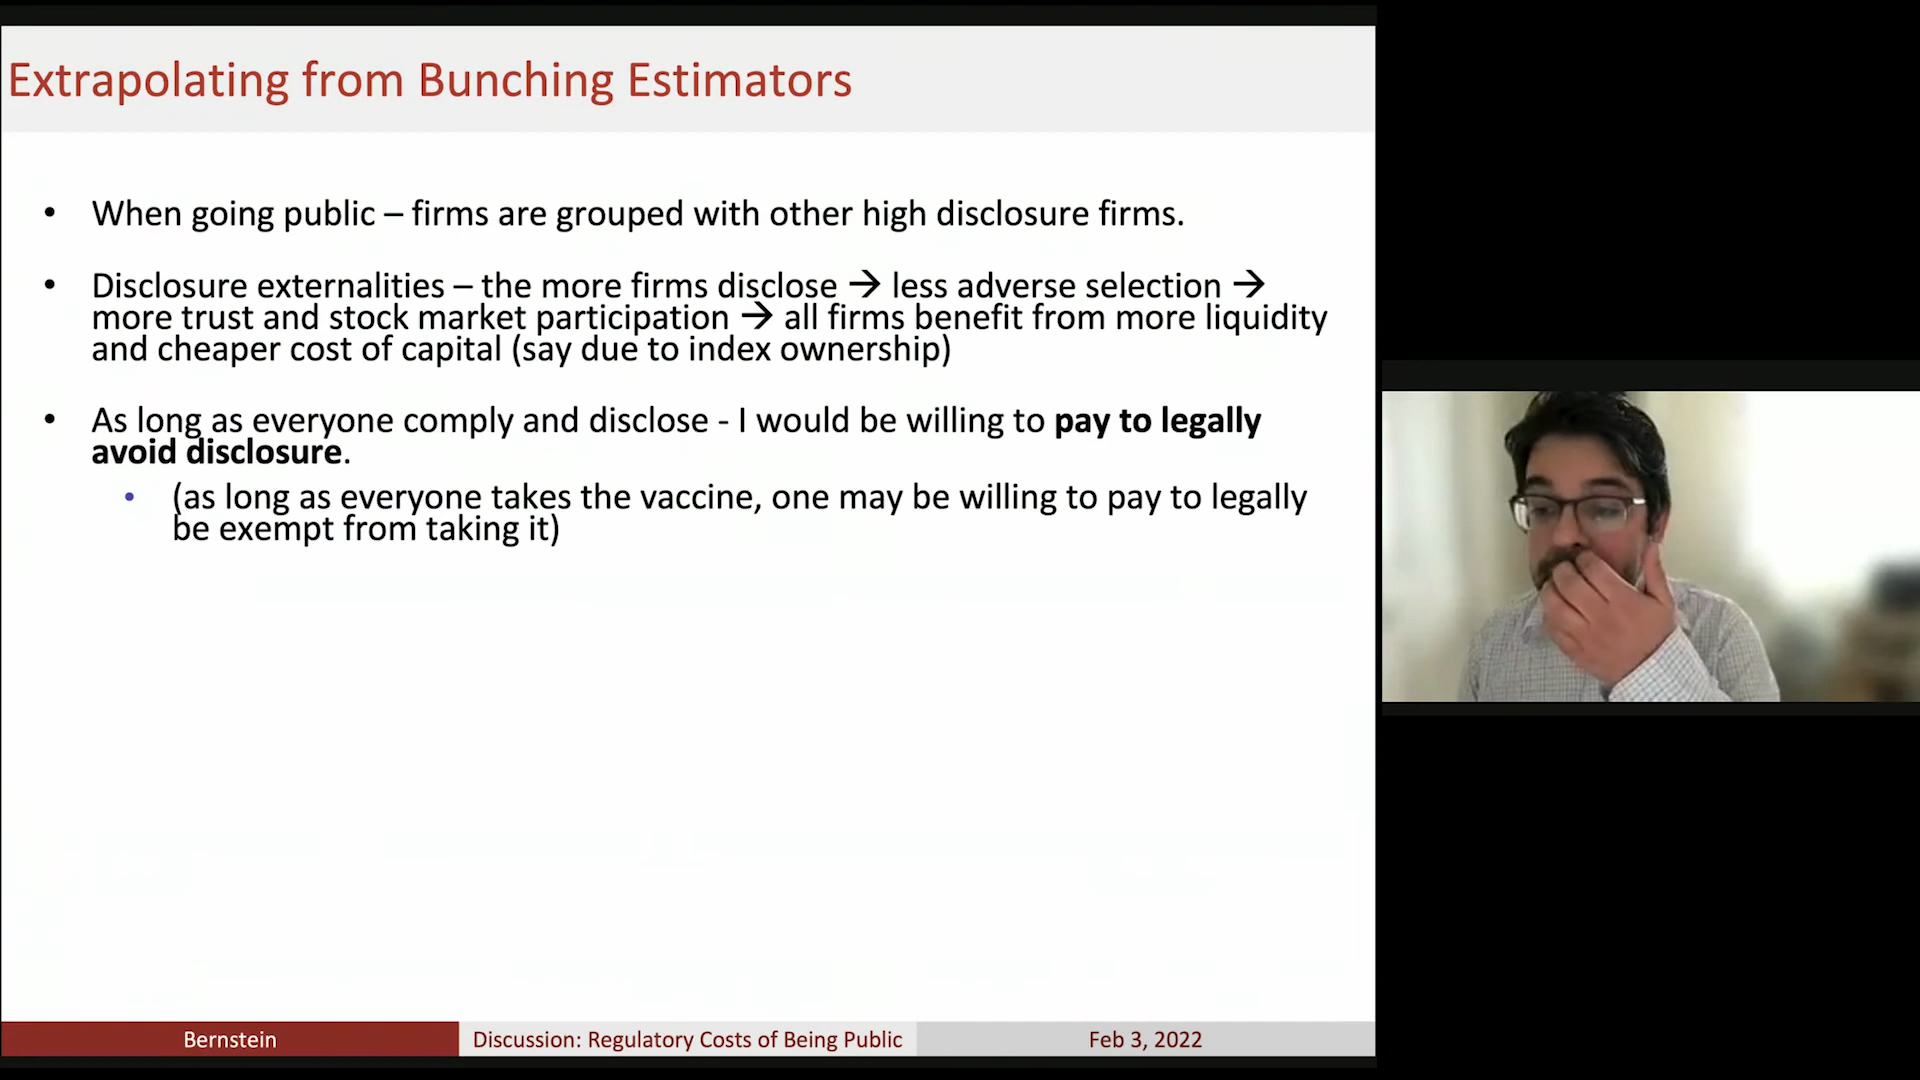 Extrapolating from Bunching Estimators
• When going public – firms are grouped with other high disclosure firms.
• Disclosure externalities – the more firms disclose → less adverse selection →
more trust and stock market participation → all firms benefit from more liquidity
and cheaper cost of capital (say due to index ownership)
• As long as everyone comply and disclose - I would be willing to pay to legally
avoid disclosure.
• (as long as everyone takes the vaccine, one may be willing to pay to legally
be exempt from taking it)
Bernstein
Discussion: Regulatory Costs of Being Public
Feb 3, 2022